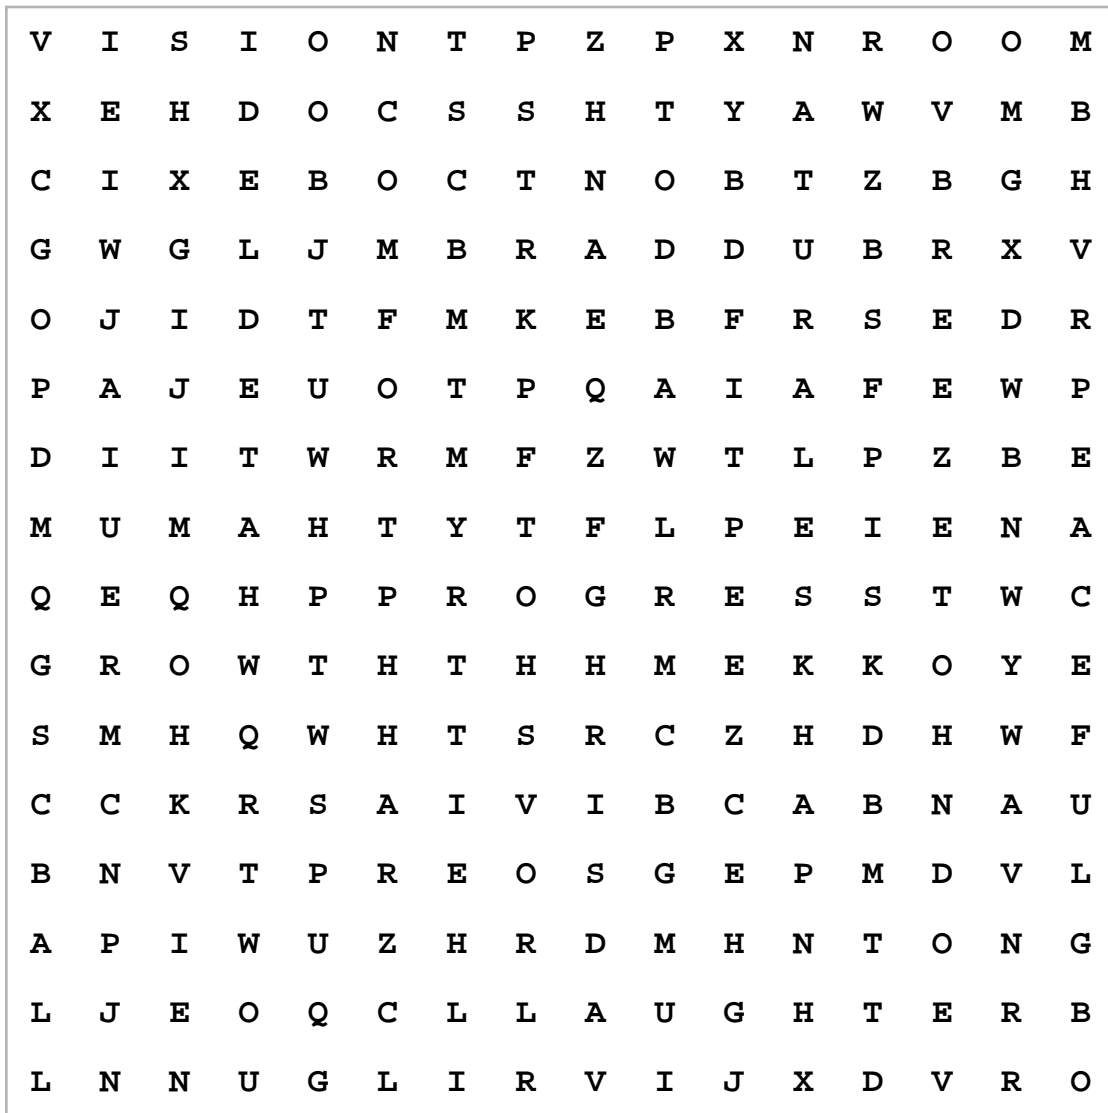 V I S I O N T P Z P X N R O O M
X E H D O C S S H T Y A W V M B
C I X E B O C T N O B T Z B G H
G W G L J M B R A D D U B R X V
O J I D T F M K E B F R S E D R
P A J E U O T P Q A I A F E W P
D I I T W R M F Z W T L P Z B E
M U M A H T Y T F L P E I E N A
Q E Q H P P R O G R E S S T W C
G R O W T H T H H M E K K O Y E
S M H Q W H T S R C Z H D H W F
C C K R S A I V I B C A B N A U
B N V T P R E O S G E P M D V L
A P I W U Z H R D M H N T O N G
L J E O Q C L L A U G H T E R B
L N N U G L I R V I J X D V R O